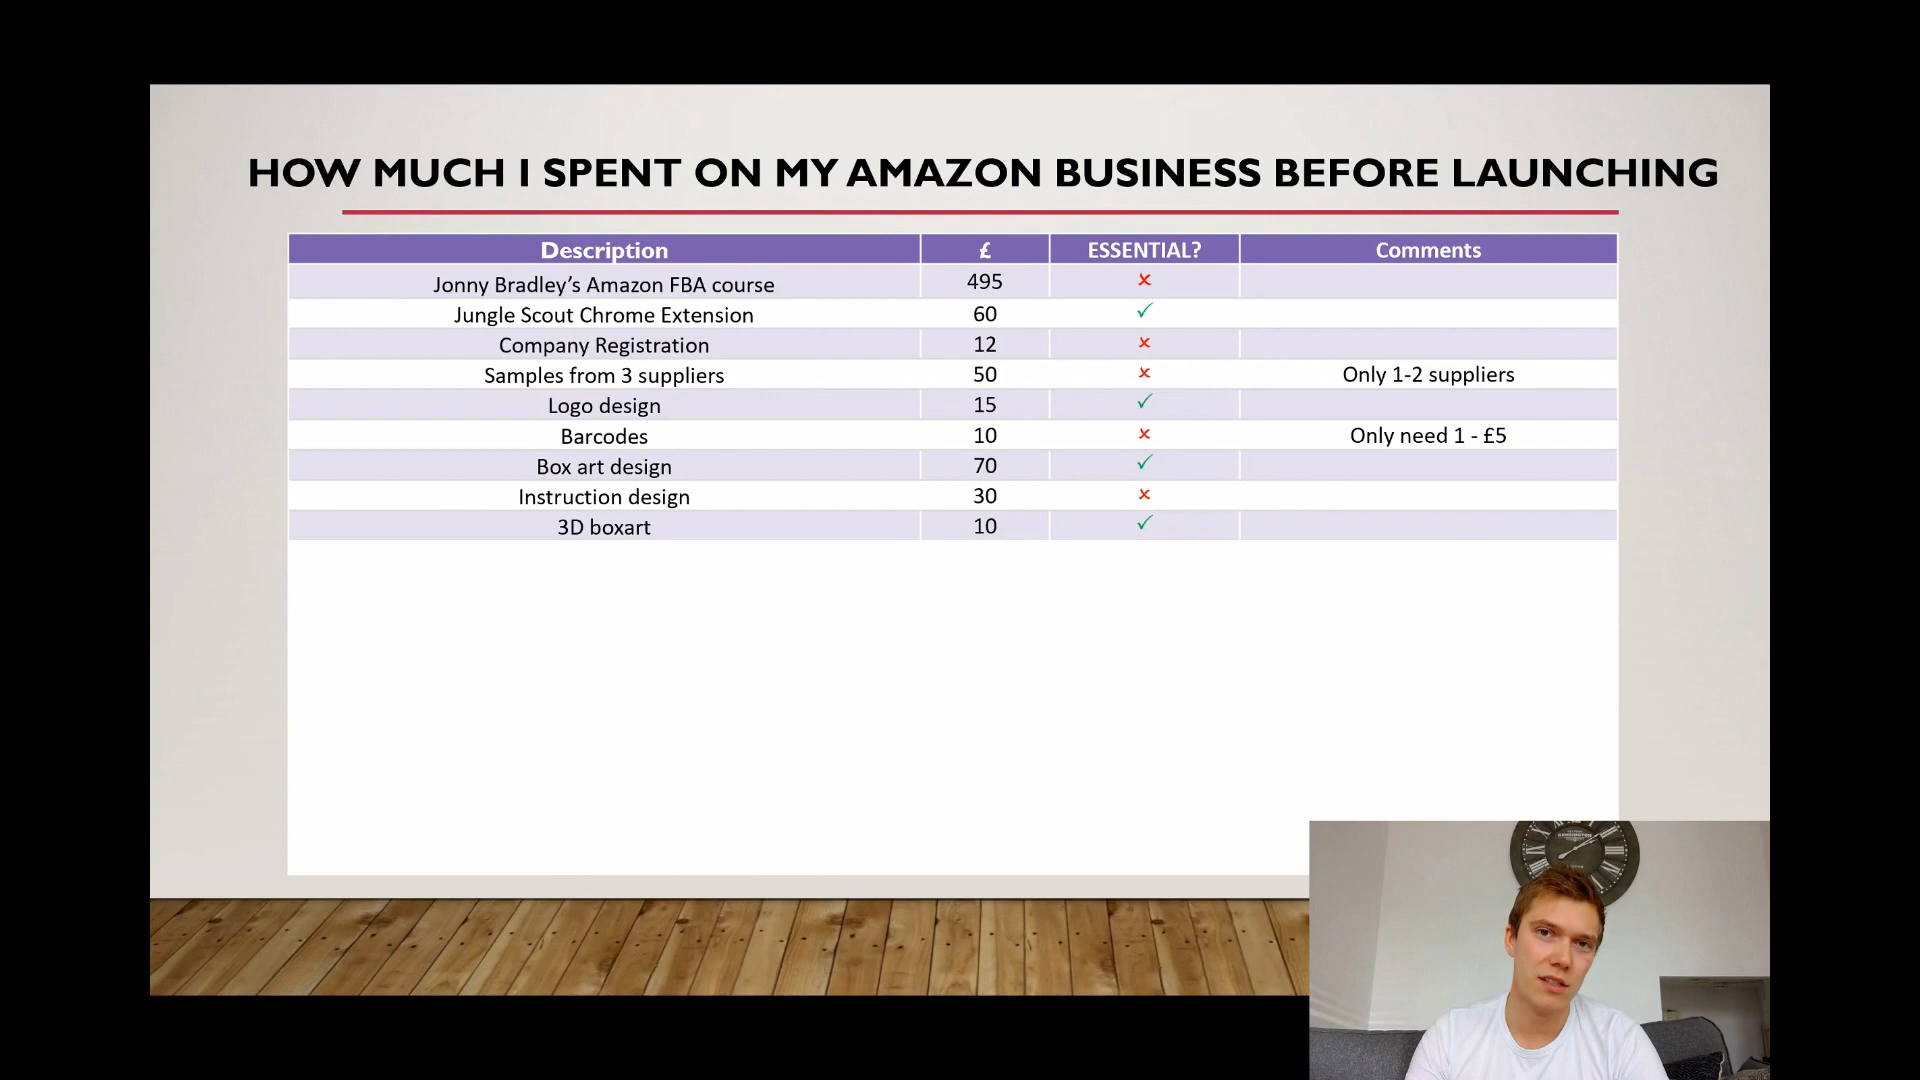 HOW MUCH I SPENT ON MY AMAZON BUSINESS BEFORE LAUNCHING
Description £ ESSENTIAL? Comments
Jonny Bradley’s Amazon FBA course 495 ✗
Jungle Scout Chrome Extension 60 ✓
Company Registration 12 ✗
Samples from 3 suppliers 50 ✗ Only 1-2 suppliers
Logo design 15 ✓
Barcodes 10 ✗ Only need 1 - £5
Box art design 70 ✓
Instruction design 30 ✗
3D boxart 10 ✓